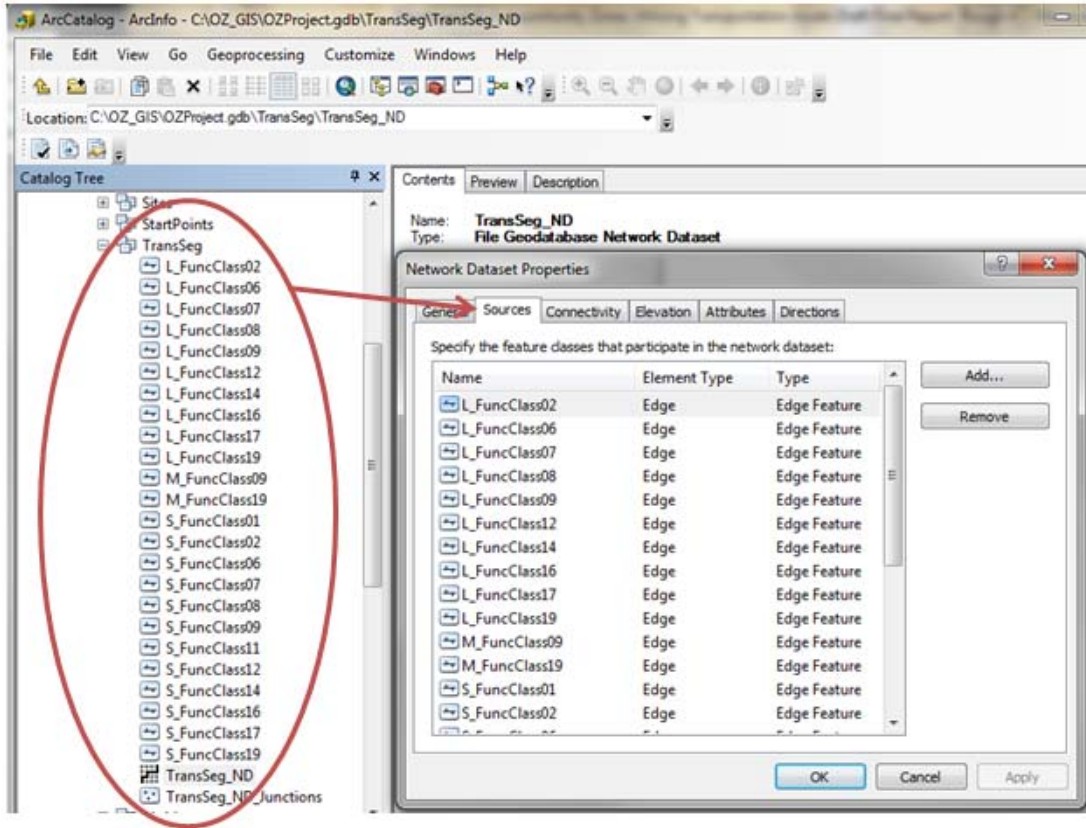 ArcCatalog - ArcInfo - C:\OZ_GIS\OZProject.gdb\TransSeg\TransSeg_ND
File Edit View Go Geoprocessing Customize Windows Help
Location: C:\OZ_GIS\OZProject.gdb\TransSeg\TransSeg_ND
Catalog Tree
Sites
StartPoints
TransSeg
L_FuncClass02
L_FuncClass06
L_FuncClass07
L_FuncClass08
L_FuncClass09
L_FuncClass12
L_FuncClass14
L_FuncClass16
L_FuncClass17
L_FuncClass19
M_FuncClass09
M_FuncClass19
S_FuncClass01
S_FuncClass02
S_FuncClass06
S_FuncClass07
S_FuncClass08
S_FuncClass09
S_FuncClass11
S_FuncClass12
S_FuncClass14
S_FuncClass16
S_FuncClass17
S_FuncClass19
TransSeg_ND
TransSeg_ND_Junctions
Contents Preview Description
Name: TransSeg_ND
Type: File Geodatabase Network Dataset
Network Dataset Properties
General Sources Connectivity Elevation Attributes Directions
Specify the feature classes that participate in the network dataset:
Name Element Type Type
L_FuncClass02 Edge Edge Feature
L_FuncClass06 Edge Edge Feature
L_FuncClass07 Edge Edge Feature
L_FuncClass08 Edge Edge Feature
L_FuncClass09 Edge Edge Feature
L_FuncClass12 Edge Edge Feature
L_FuncClass14 Edge Edge Feature
L_FuncClass16 Edge Edge Feature
L_FuncClass17 Edge Edge Feature
L_FuncClass19 Edge Edge Feature
M_FuncClass09 Edge Edge Feature
M_FuncClass19 Edge Edge Feature
S_FuncClass01 Edge Edge Feature
S_FuncClass02 Edge Edge Feature
Add...
Remove
OK Cancel Apply